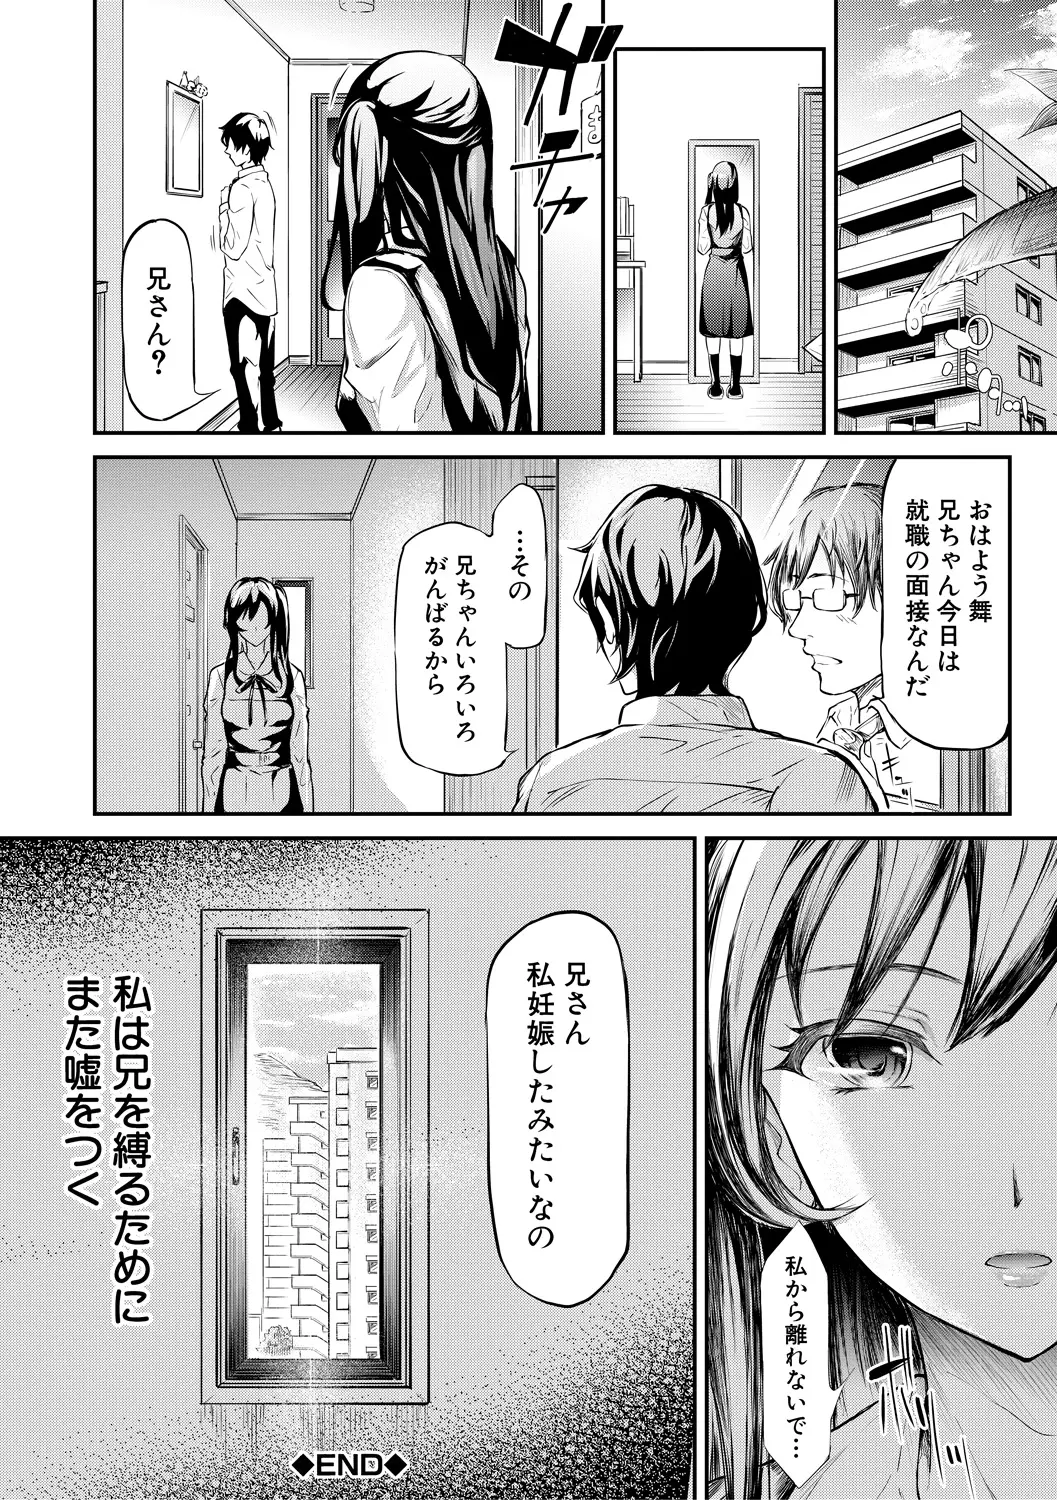 ガチャ
ま
兄さん?
おはよう舞
兄ちゃん今日は
就職の面接なんだ
…その
兄ちゃんいろいろ
がんばるから
私から離れないで…
兄さん
私妊娠したみたいなの
私は兄を縛るために
また嘘をつく
◆END◆